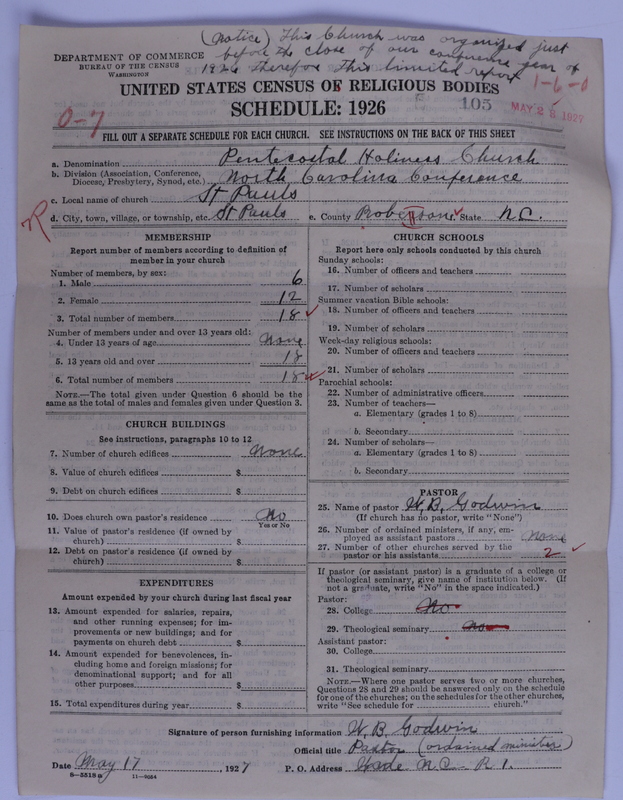 (Notice) This Church was organized just
before the close of our conference year of
1926 therefore this limited report
DEPARTMENT OF COMMERCE
BUREAU OF THE CENSUS
WASHINGTON
1-6-0
UNITED STATES CENSUS OF RELIGIOUS BODIES
SCHEDULE: 1926
105
MAY 2 1927
0-7
FILL OUT A SEPARATE SCHEDULE FOR EACH CHURCH. SEE INSTRUCTIONS ON THE BACK OF THIS SHEET
a. Denomination Pentecostal Holiness Church
b. Division (Association, Conference,
Diocese, Presbytery, Synod, etc.) North Carolina Conference
c. Local name of church St Pauls
d. City, town, village, or township, etc. St Pauls e. County Robertson State N.C.
MEMBERSHIP
Report number of members according to definition of
member in your church
Number of members, by sex:
1. Male 6
2. Female 12
3. Total number of members 18
Number of members under and over 13 years old:
4. Under 13 years of age None
5. 13 years old and over 18
6. Total number of members 18
NOTE.—The total given under Question 6 should be
same as the total of males and females given under Question 3.
CHURCH BUILDINGS
See instructions, paragraphs 10 to 12
7. Number of church edifices None
8. Value of church edifices $
9. Debt on church edifices $
10. Does church own pastor's residence No
Yes or No
11. Value of pastor's residence (if owned by
church) $
12. Debt on pastor's residence (if owned by
church) $
EXPENDITURES
Amount expended by your church during last fiscal year
13. Amount expended for salaries, repairs,
and other running expenses; for im-
provements or new buildings; and for
payments on church debt $
14. Amount expended for benevolences, in-
cluding home and foreign missions; for
denominational support; and for all
other purposes $
15. Total expenditures during year $
CHURCH SCHOOLS
Report here only schools conducted by this church
Sunday schools:
16. Number of officers and teachers
17. Number of scholars
Summer vacation Bible schools:
18. Number of officers and teachers
19. Number of scholars
Week-day religious schools:
20. Number of officers and teachers
21. Number of scholars
Parochial schools:
22. Number of administrative officers
23. Number of teachers—
a. Elementary (grades 1 to 8)
b. Secondary
24. Number of scholars—
a. Elementary (grades 1 to 8)
b. Secondary
PASTOR
25. Name of pastor W. B. Godwin
(If church has no pastor, write "None")
26. Number of ordained ministers, if any, em-
ployed as assistant pastors None
27. Number of other churches served by the
pastor or his assistants 2
If pastor (or assistant pastor) is a graduate of a college or
theological seminary, give name of institution below. (If
not a graduate, write "No" in the space indicated.)
Pastor:
28. College No
29. Theological seminary No
Assistant pastor:
30. College
31. Theological seminary
NOTE.—Where one pastor serves two or more churches,
Questions 28 and 29 should be answered only on the schedule
for one of the churches; on the schedules for the other churches,
write "See schedule for church."
Signature of person furnishing information W. B. Godwin
Official title Pastor (ordained minister)
Date May 17, 1927 P. O. Address Wade N.C. R 1.
8-5518a 11-9664